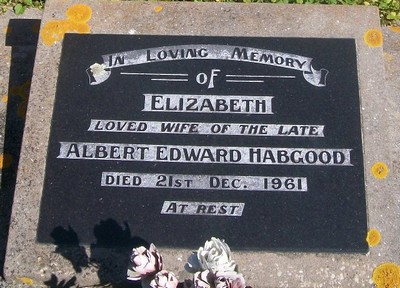 In Loving Memory
of
Elizabeth
Loved wife of the late
Albert Edward Habgood
Died 21st Dec. 1961
At rest